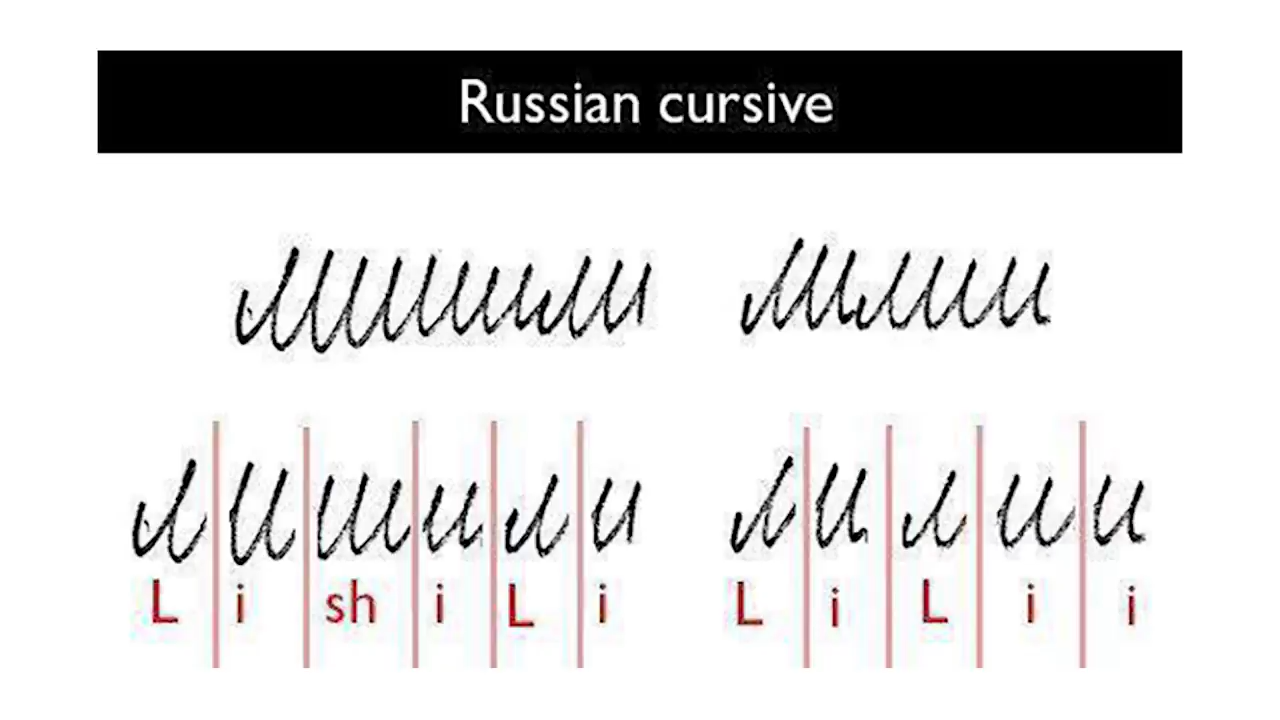 Russian cursive
лишили лилии
л и ш и л и л и л и и
L i sh i L i L i L i i